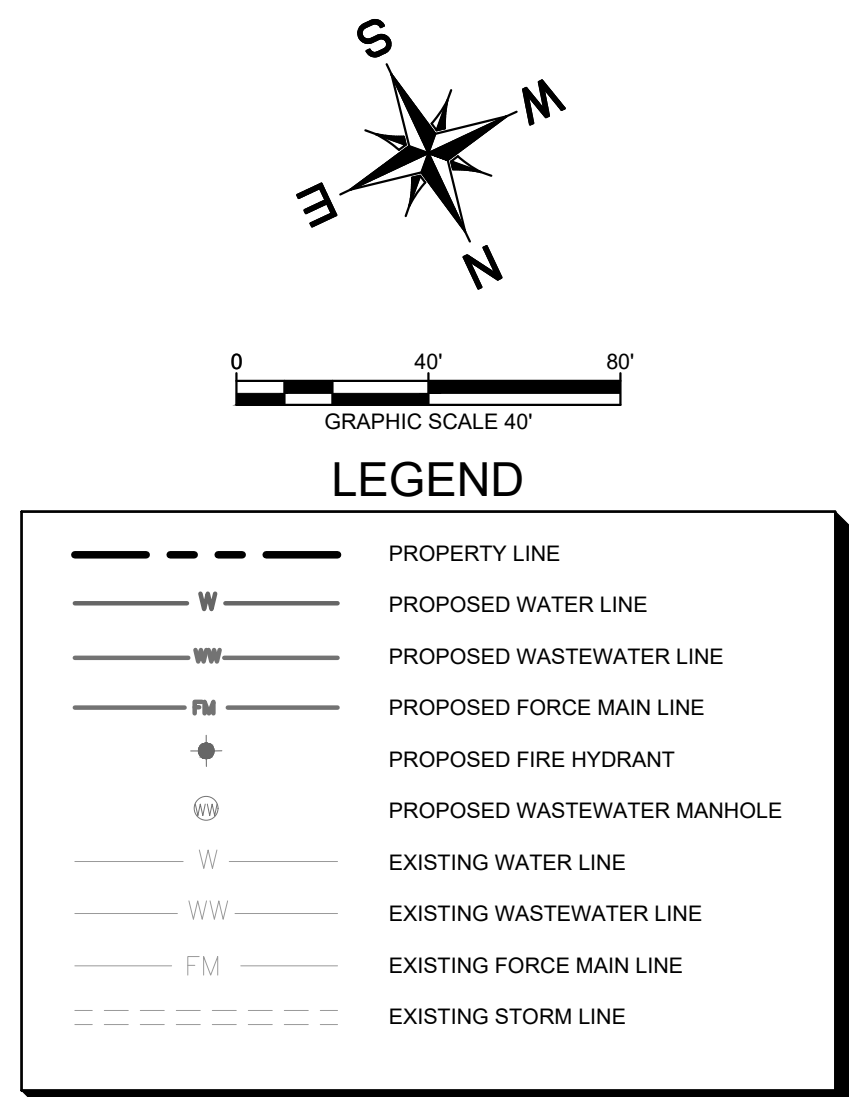 S
W
E
N
0 40' 80'
GRAPHIC SCALE 40'
LEGEND
PROPERTY LINE
W PROPOSED WATER LINE
WW PROPOSED WASTEWATER LINE
FM PROPOSED FORCE MAIN LINE
PROPOSED FIRE HYDRANT
WW PROPOSED WASTEWATER MANHOLE
W EXISTING WATER LINE
WW EXISTING WASTEWATER LINE
FM EXISTING FORCE MAIN LINE
EXISTING STORM LINE